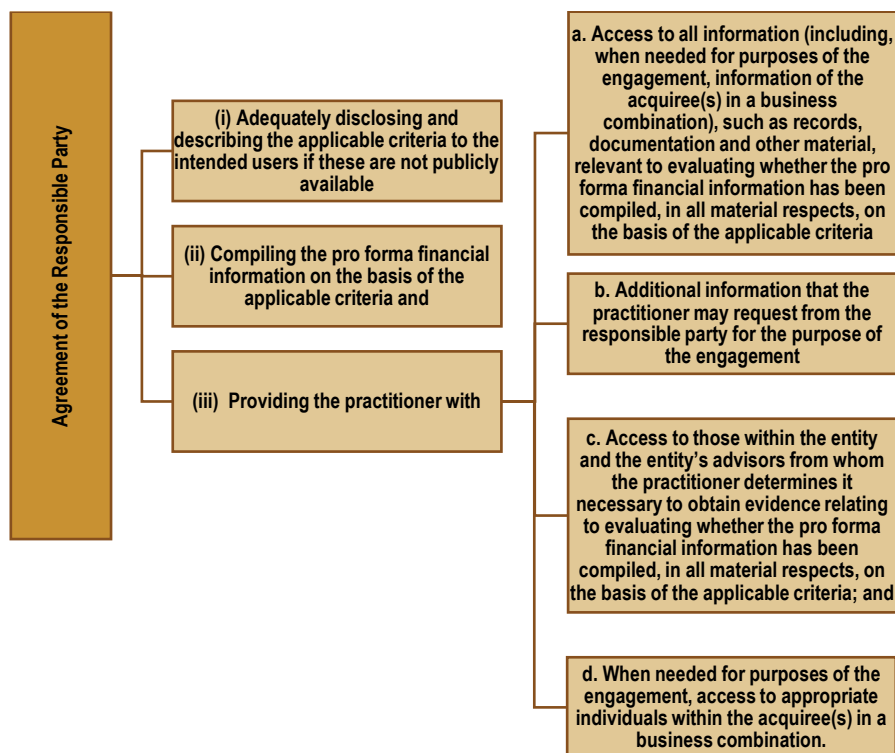 Agreement of the Responsible Party
(i) Adequately disclosing and
describing the applicable criteria to the
intended users if these are not publicly
available
(ii) Compiling the pro forma financial
information on the basis of the
applicable criteria and
(iii) Providing the practitioner with
a. Access to all information (including,
when needed for purposes of the
engagement, information of the
acquiree(s) in a business
combination), such as records,
documentation and other material,
relevant to evaluating whether the pro
forma financial information has been
compiled, in all material respects, on
the basis of the applicable criteria
b. Additional information that the
practitioner may request from the
responsible party for the purpose of
the engagement
c. Access to those within the entity
and the entity's advisors from whom
the practitioner determines it
necessary to obtain evidence relating
to evaluating whether the pro forma
financial information has been
compiled, in all material respects, on
the basis of the applicable criteria; and
d. When needed for purposes of the
engagement, access to appropriate
individuals within the acquiree(s) in a
business combination.